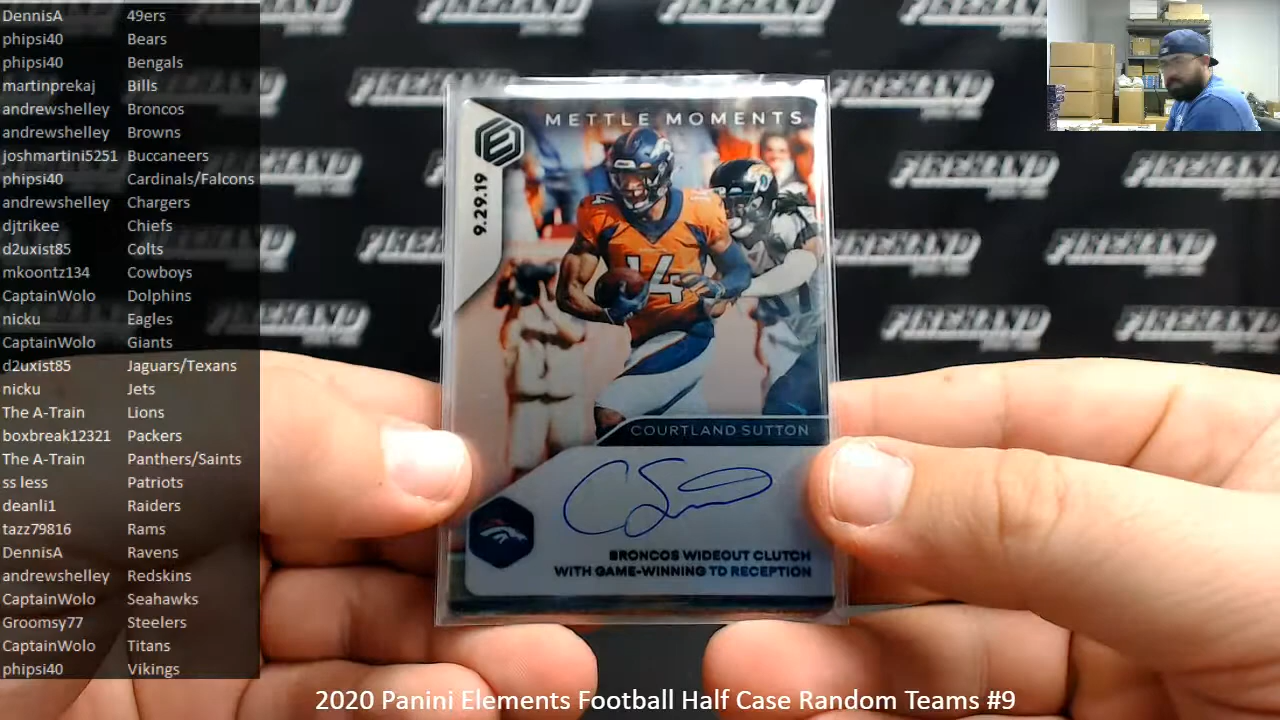 DennisA 49ers
phipsi40 Bears
phipsi40 Bengals
martinprekaj Bills
andrewshelley Broncos
andrewshelley Browns
joshmartini5251 Buccaneers
phipsi40 Cardinals/Falcons
andrewshelley Chargers
djtrikee Chiefs
d2uxist85 Colts
mkoontz134 Cowboys
CaptainWolo Dolphins
nicku Eagles
CaptainWolo Giants
d2uxist85 Jaguars/Texans
nicku Jets
The A-Train Lions
boxbreak12321 Packers
The A-Train Panthers/Saints
ss less Patriots
deanli1 Raiders
tazz79816 Rams
DennisA Ravens
andrewshelley Redskins
CaptainWolo Seahawks
Groomsy77 Steelers
CaptainWolo Titans
phipsi40 Vikings
FIREHAND
METTLE MOMENTS
9.29.19
14
COURTLAND SUTTON
BRONCOS WIDEOUT CLUTCH
WITH GAME-WINNING TD RECEPTION
2020 Panini Elements Football Half Case Random Teams #9